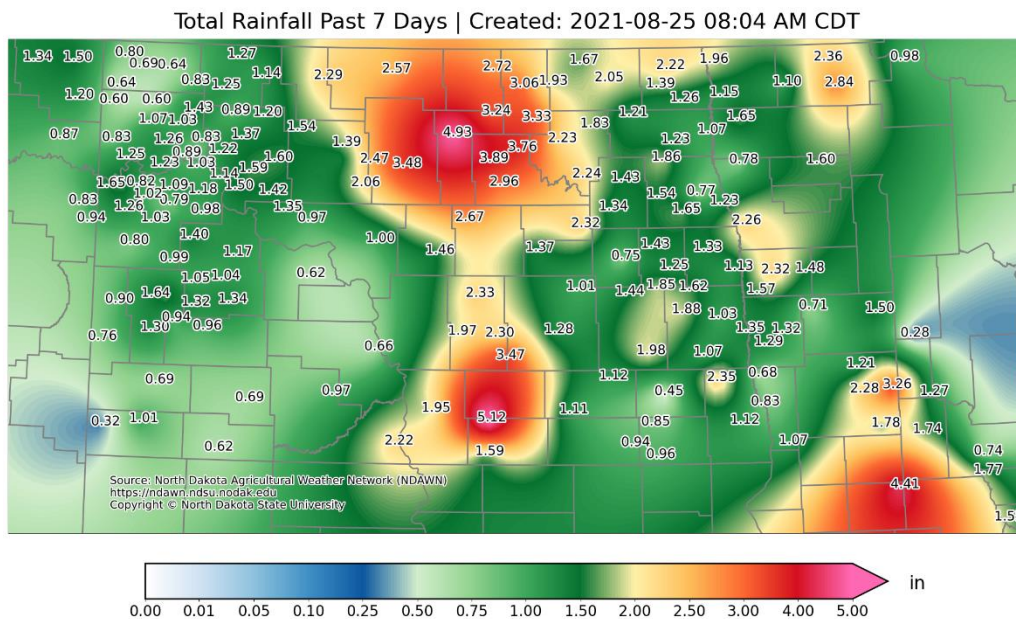 Total Rainfall Past 7 Days | Created: 2021-08-25 08:04 AM CDT
1.34 1.50 0.80 1.27 2.57 2.72 1.67 2.22 1.96 2.36 0.98
0.69 0.64 1.14 2.29
0.64 0.83 1.25 3.06 1.93 2.05 1.39 1.15 1.10 2.84
1.20 0.60 0.60 1.26
1.43 0.89 1.20 3.24 3.33 1.21 1.65
1.07 1.03 1.54 1.83
0.87 0.83 1.26 0.83 1.37 4.93 2.23 1.23 1.07
1.39 3.76
1.25 0.89 1.22 1.60 2.47 3.89 1.86 0.78 1.60
1.23 1.03 3.48
1.14 1.59 2.24 1.43
1.65 0.82 1.09 1.18 1.50 1.42 2.06 2.96
1.02 1.54 0.77
0.83 0.79 1.23
1.26 0.98 1.35 1.34 1.65
0.94 1.03 0.97 2.67 2.32 2.26
0.80 1.40 1.00 1.43
1.17 1.46 1.37 1.33
0.99 0.75
1.05 1.04 0.62 1.25 1.13 2.32 1.48
0.90 1.64 1.34 2.33 1.01 1.44 1.85 1.62 1.57
1.32 1.88 0.71 1.50
0.94 1.03
0.76 1.30 0.96 1.97 2.30 1.28 1.35 1.32 0.28
0.66 1.29
3.47 1.98 1.07
1.21
0.69 1.12 2.35 0.68
0.69 0.97 0.45 2.28 3.26 1.27
1.95 1.11 0.83
0.32 1.01 5.12 0.85 1.12 1.78
1.74
0.62 2.22 0.94 1.07
1.59 0.96 0.74
1.77
Source: North Dakota Agricultural Weather Network (NDAWN)
https://ndawn.ndsu.nodak.edu
Copyright © North Dakota State University
4.41
in
0.00 0.01 0.05 0.10 0.25 0.50 0.75 1.00 1.50 2.00 2.50 3.00 4.00 5.00